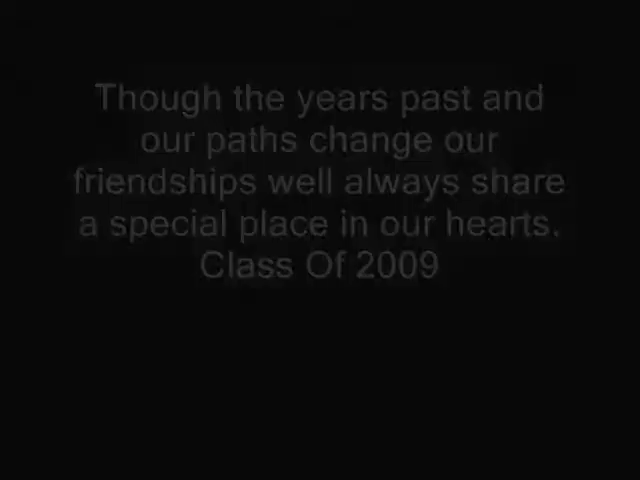 Though the years past and
our paths change our
friendships well always share
a special place in our hearts.
Class Of 2009